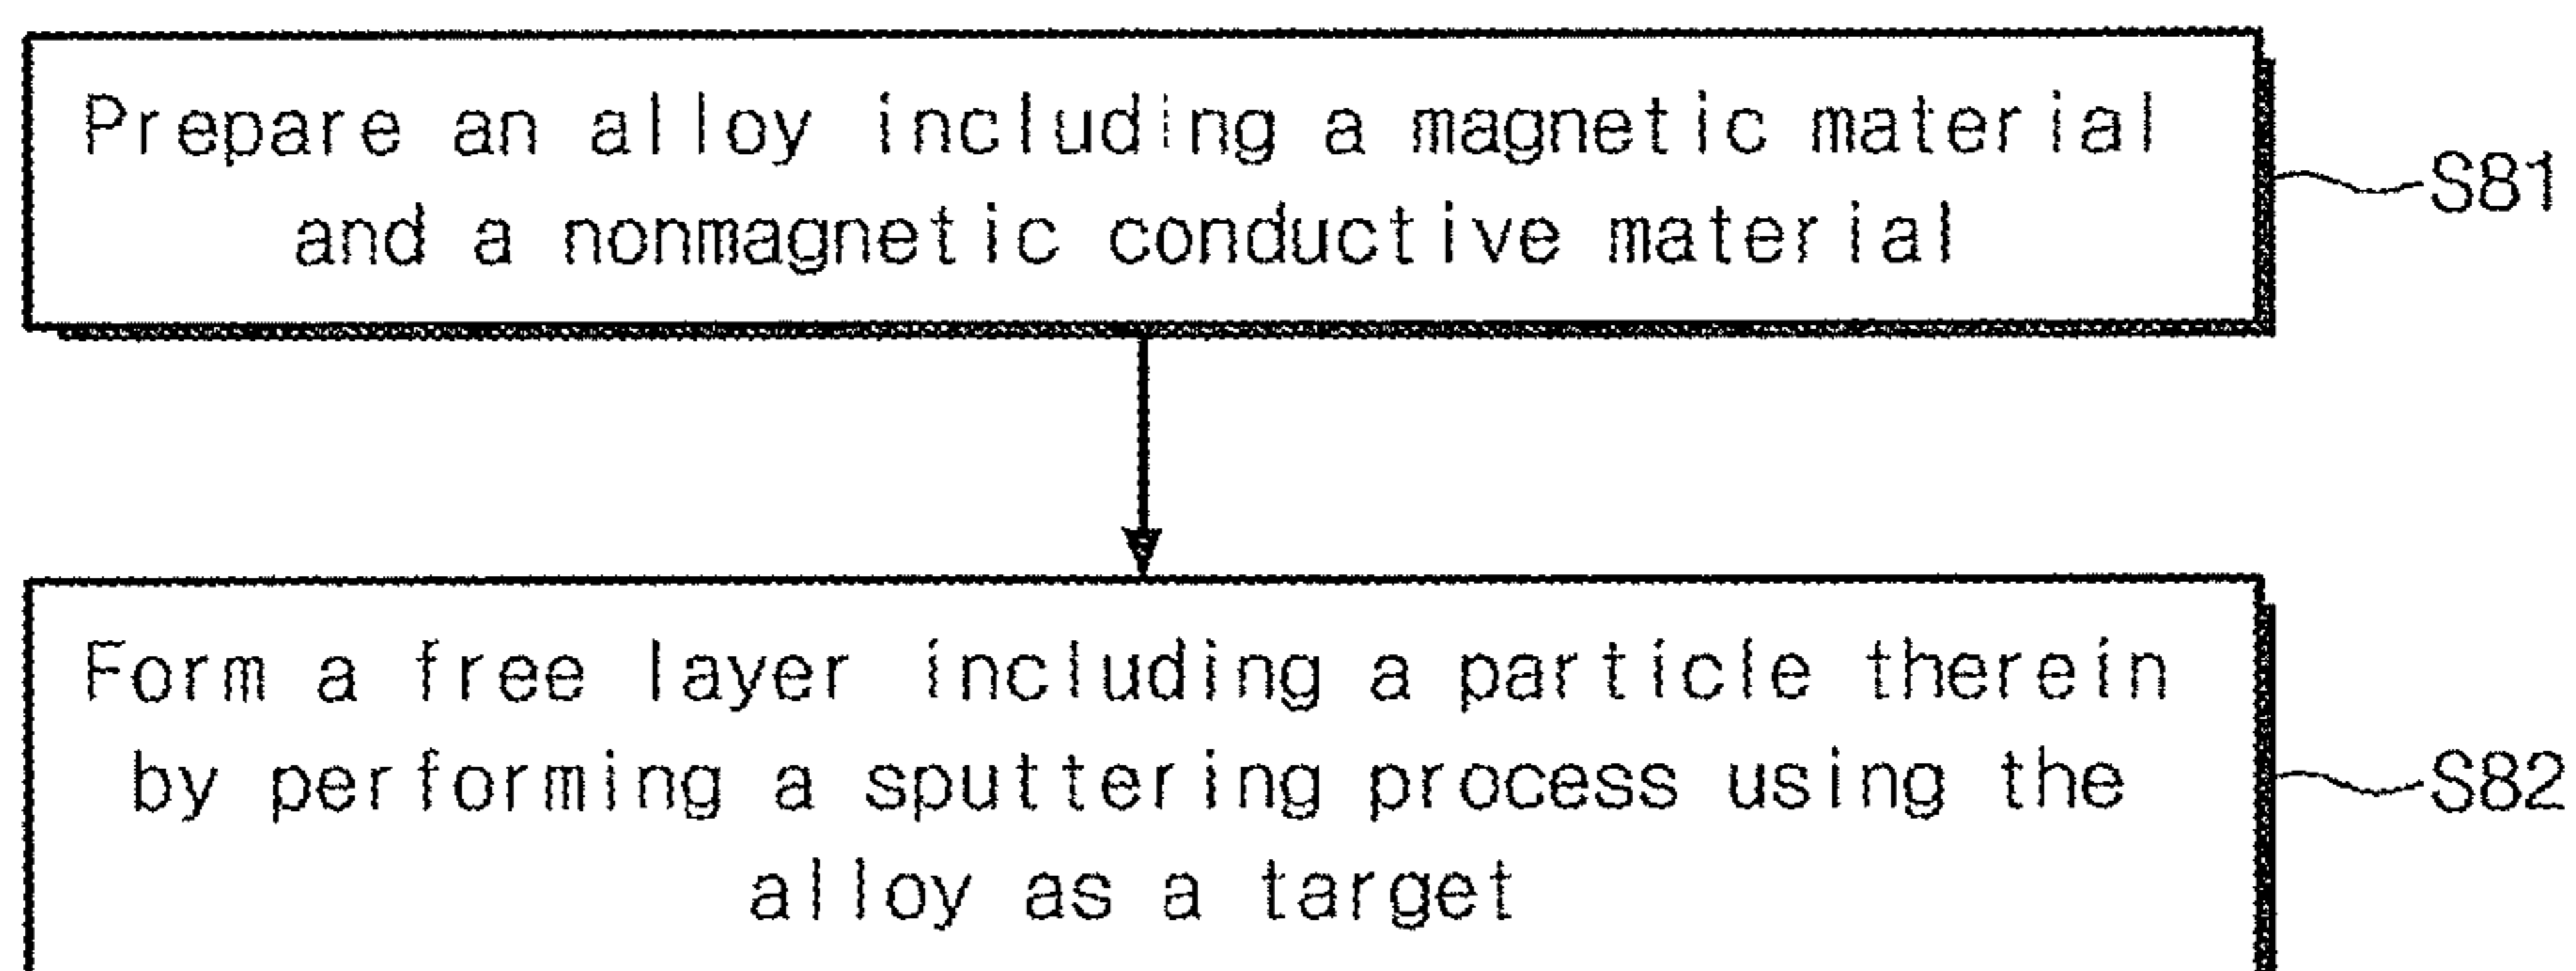 Prepare an alloy including a magnetic material
and a nonmagnetic conductive material
S81
Form a free layer including a particle therein
by performing a sputtering process using the
alloy as a target
S82